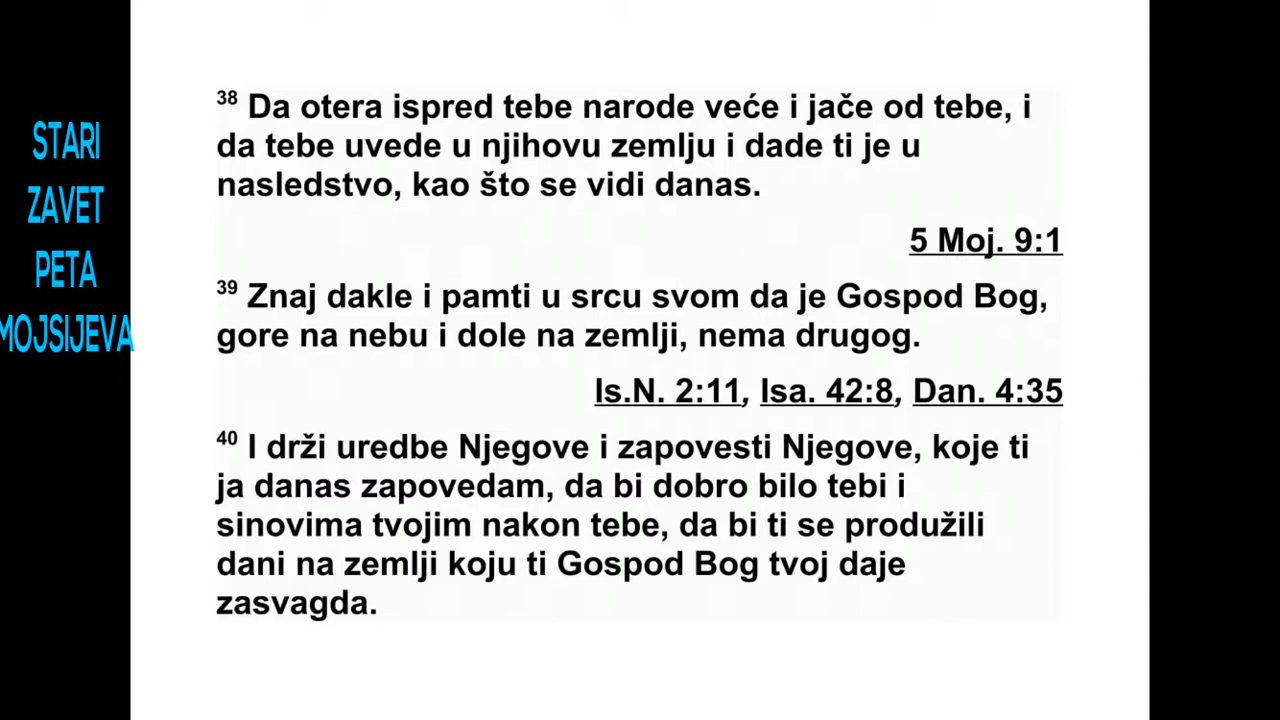 STARI
ZAVET
PETA
MOJSIJEVA
38 Da otera ispred tebe narode veće i jače od tebe, i
da tebe uvede u njihovu zemlju i dade ti je u
nasledstvo, kao što se vidi danas.
5 Moj. 9:1
39 Znaj dakle i pamti u srcu svom da je Gospod Bog,
gore na nebu i dole na zemlji, nema drugog.
Is.N. 2:11, Isa. 42:8, Dan. 4:35
40 I drži uredbe Njegove i zapovesti Njegove, koje ti
ja danas zapovedam, da bi dobro bilo tebi i
sinovima tvojim nakon tebe, da bi ti se produžili
dani na zemlji koju ti Gospod Bog tvoj daje
zasvagda.